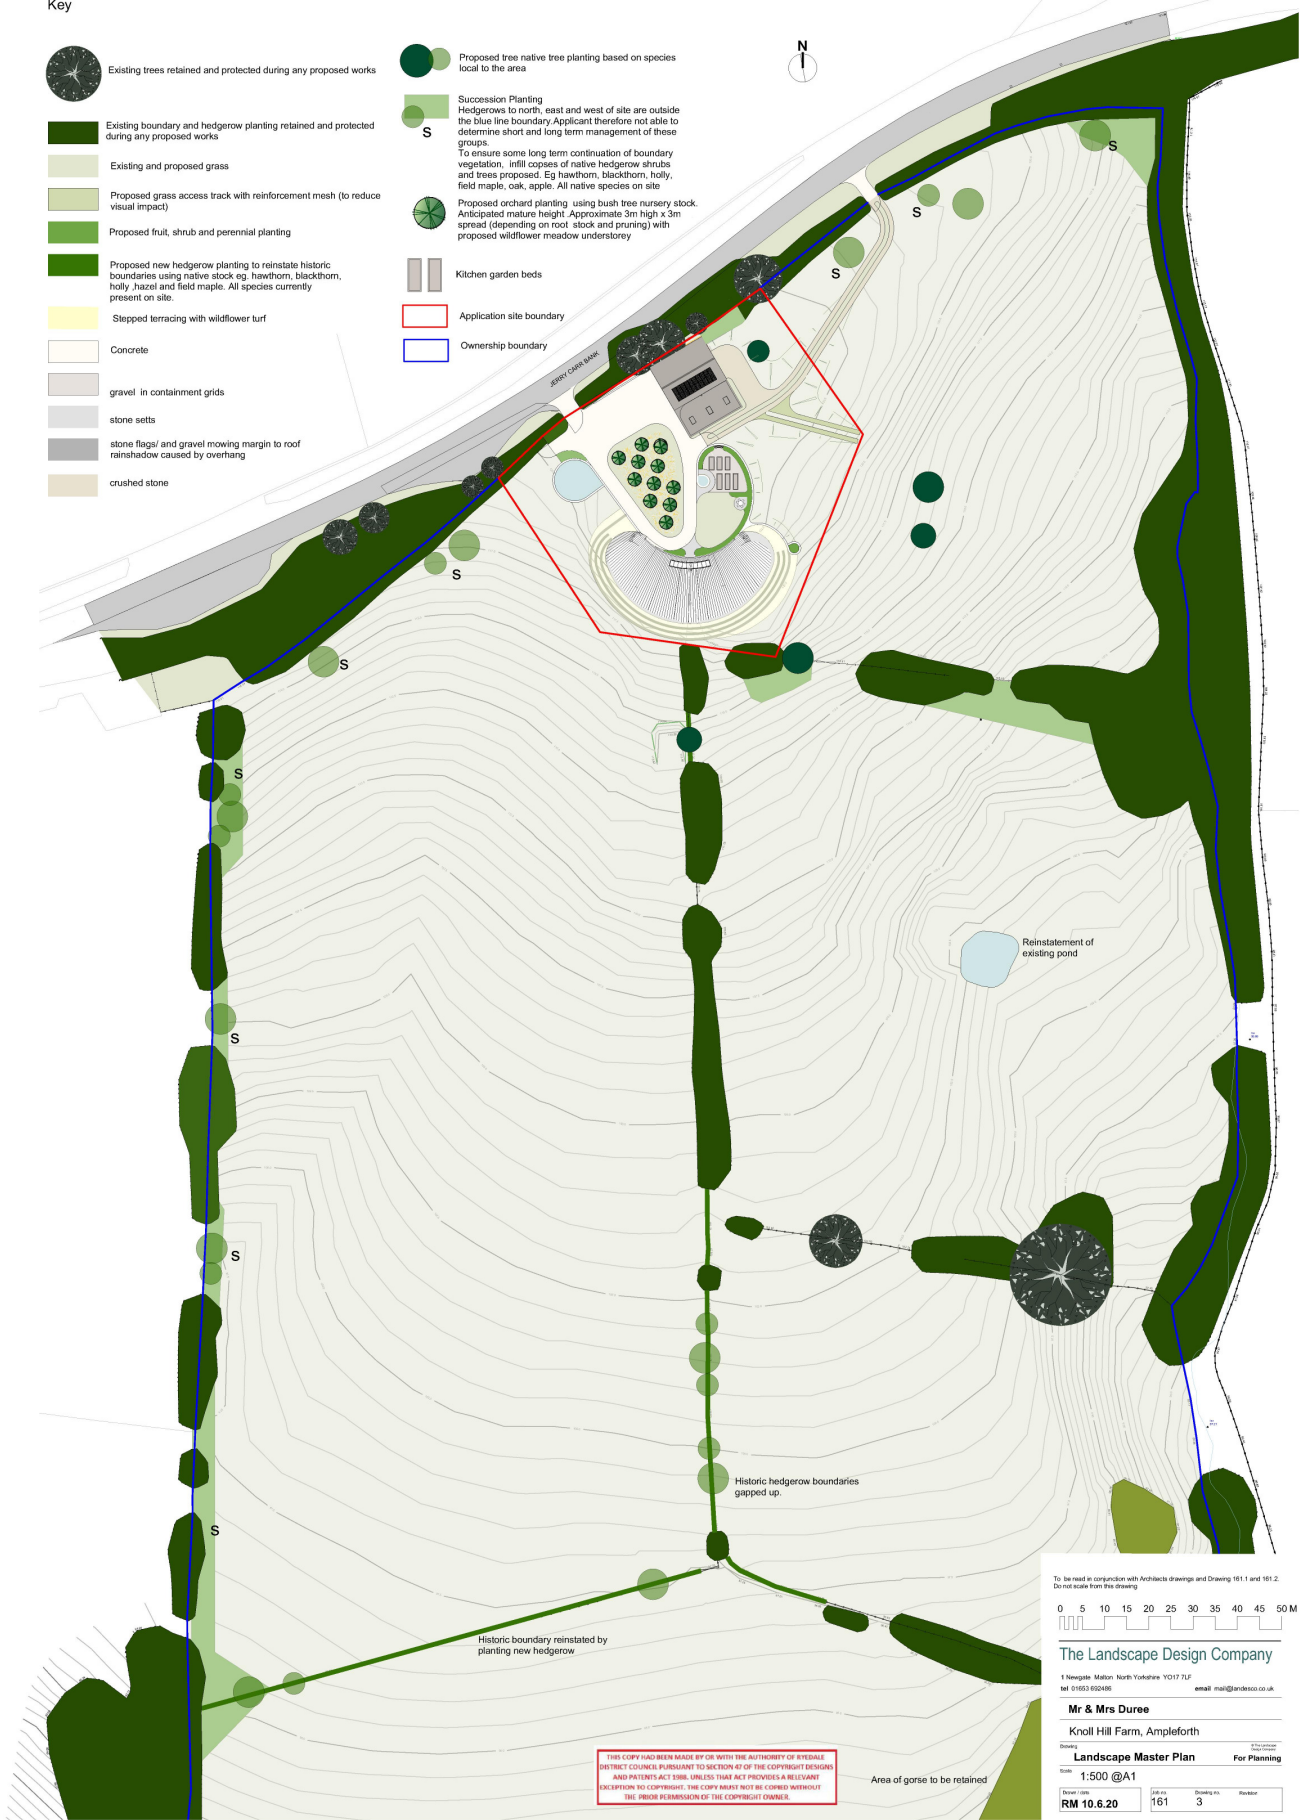 Key
Existing trees retained and protected during any proposed works
Existing boundary and hedgerow planting retained and protected
during any proposed works
Existing and proposed grass
Proposed grass access track with reinforcement mesh (to reduce
visual impact)
Proposed fruit, shrub and perennial planting
Proposed new hedgerow planting to reinstate historic
boundaries using native stock eg. hawthorn, blackthorn,
holly ,hazel and field maple. All species currently
present on site.
Stepped terracing with wildflower turf
Concrete
gravel in containment grids
stone setts
stone flags/ and gravel mowing margin to roof
rainshadow caused by overhang
crushed stone
Proposed tree native tree planting based on species
local to the area
S
Succession Planting
Hedgerows to north, east and west of site are outside
the blue line boundary.Applicant therefore not able to
determine short and long term management of these
groups.
To ensure some long term continuation of boundary
vegetation, infill copses of native hedgerow shrubs
and trees proposed. Eg hawthorn, blackthorn, holly,
field maple, oak, apple. All native species on site
Proposed orchard planting using bush tree nursery stock.
Anticipated mature height .Approximate 3m high x 3m
spread (depending on root stock and pruning) with
proposed wildflower meadow understorey
Kitchen garden beds
Application site boundary
Ownership boundary
N
JERRY CARR BANK
S
S
S
S
S
S
S
S
S
Reinstatement of
existing pond
Historic hedgerow boundaries
gapped up.
Historic boundary reinstated by
planting new hedgerow
Area of gorse to be retained
THIS COPY HAD BEEN MADE BY OR WITH THE AUTHORITY OF RYEDALE
DISTRICT COUNCIL PURSUANT TO SECTION 47 OF THE COPYRIGHT DESIGNS
AND PATENTS ACT 1988. UNLESS THAT ACT PROVIDES A RELEVANT
EXCEPTION TO COPYRIGHT. THE COPY MUST NOT BE COPIED WITHOUT
THE PRIOR PERMISSION OF THE COPYRIGHT OWNER.
To be read in conjunction with Architects drawings and Drawing 161.1 and 161.2.
Do not scale from this drawing
0 5 10 15 20 25 30 35 40 45 50 M
The Landscape Design Company
1 Newgate Malton North Yorkshire YO17 7LF
tel 01653 692486 email mail@landesco.co.uk
Mr & Mrs Duree
Knoll Hill Farm, Ampleforth
Drawing © The Landscape Design Company
Landscape Master Plan For Planning
Scale
1:500 @A1
Drawn / date Job no Drawing no. Revision
RM 10.6.20 161 3